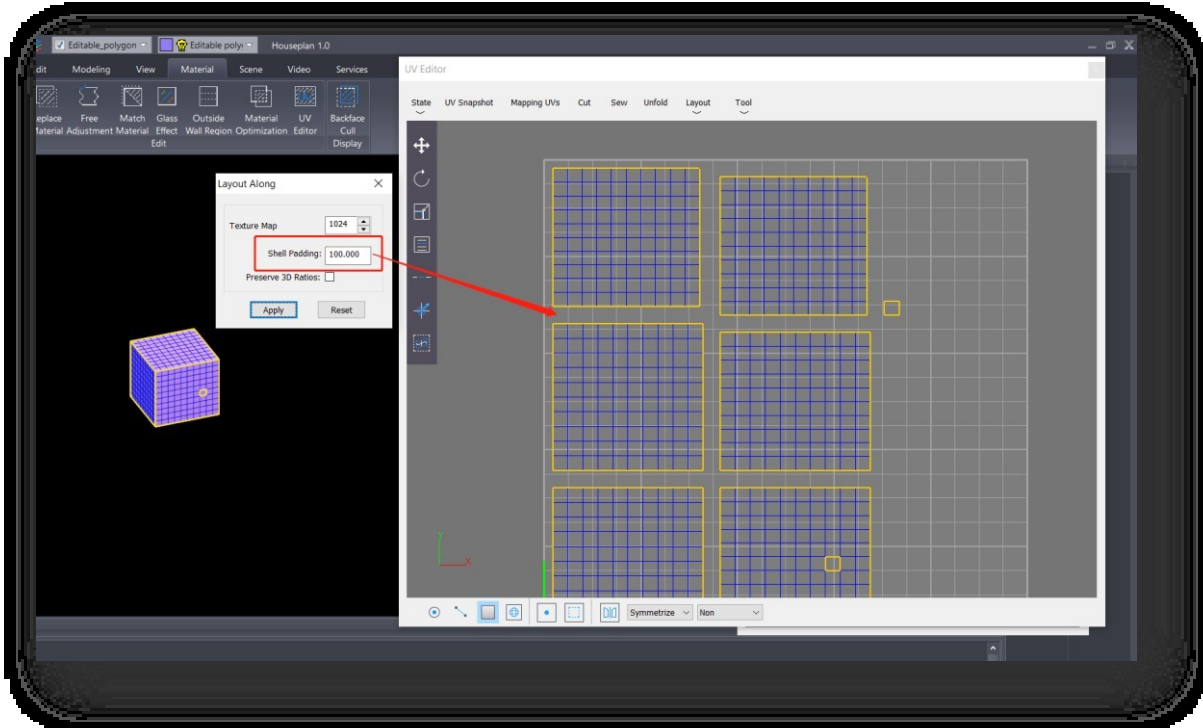 Editable_polygon
Editable poly
Houseplan 1.0
dit Modeling View Material Scene Video Services
eplace Free Match Glass Outside Material UV Backface
Material Adjustment Material Effect Wall Region Optimization Editor Cull
Edit Display
UV Editor
State UV Snapshot Mapping UVs Cut Sew Unfold Layout Tool
Layout Along
Texture Map 1024
Shell Padding: 100.000
Preserve 3D Ratios:
Apply Reset
Y
X
Symmetrize Non